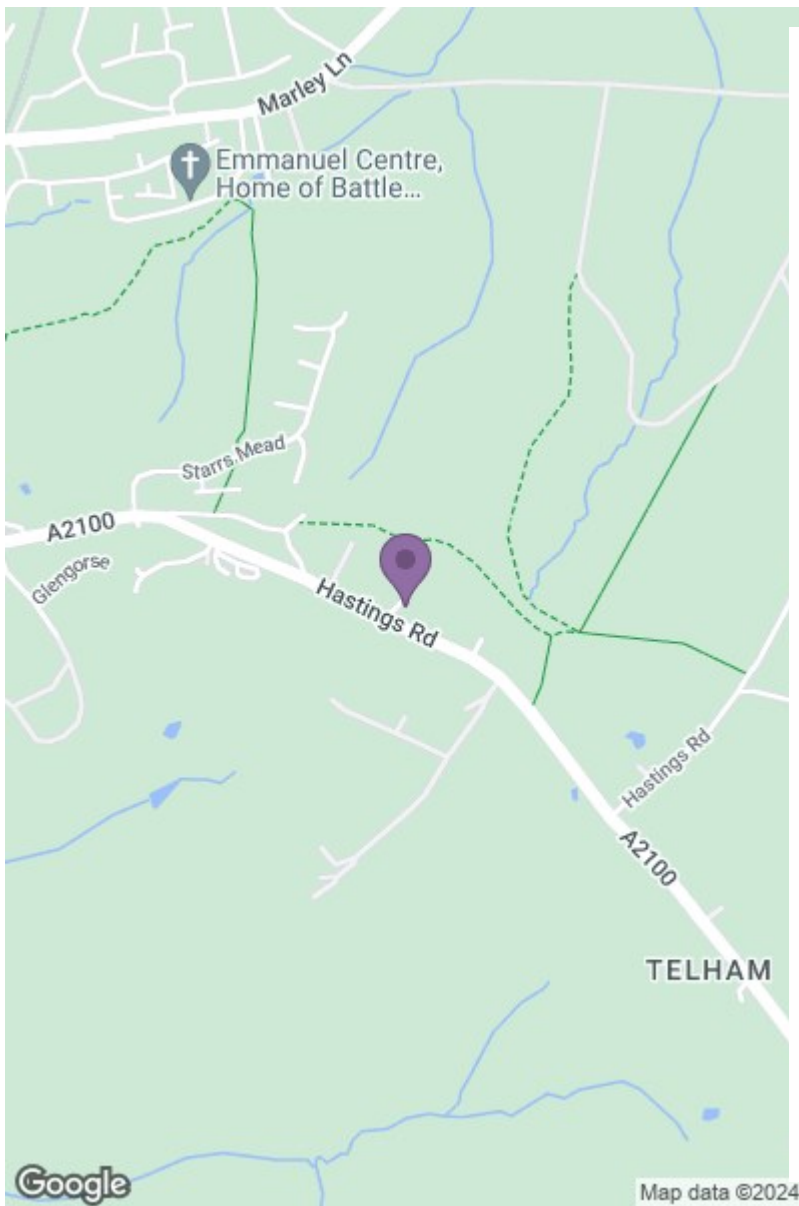 Marley Ln
Emmanuel Centre,
Home of Battle...
Starrs Mead
A2100
Glengorse
Hastings Rd
Hastings Rd
A2100
TELHAM
Google
Map data ©2024